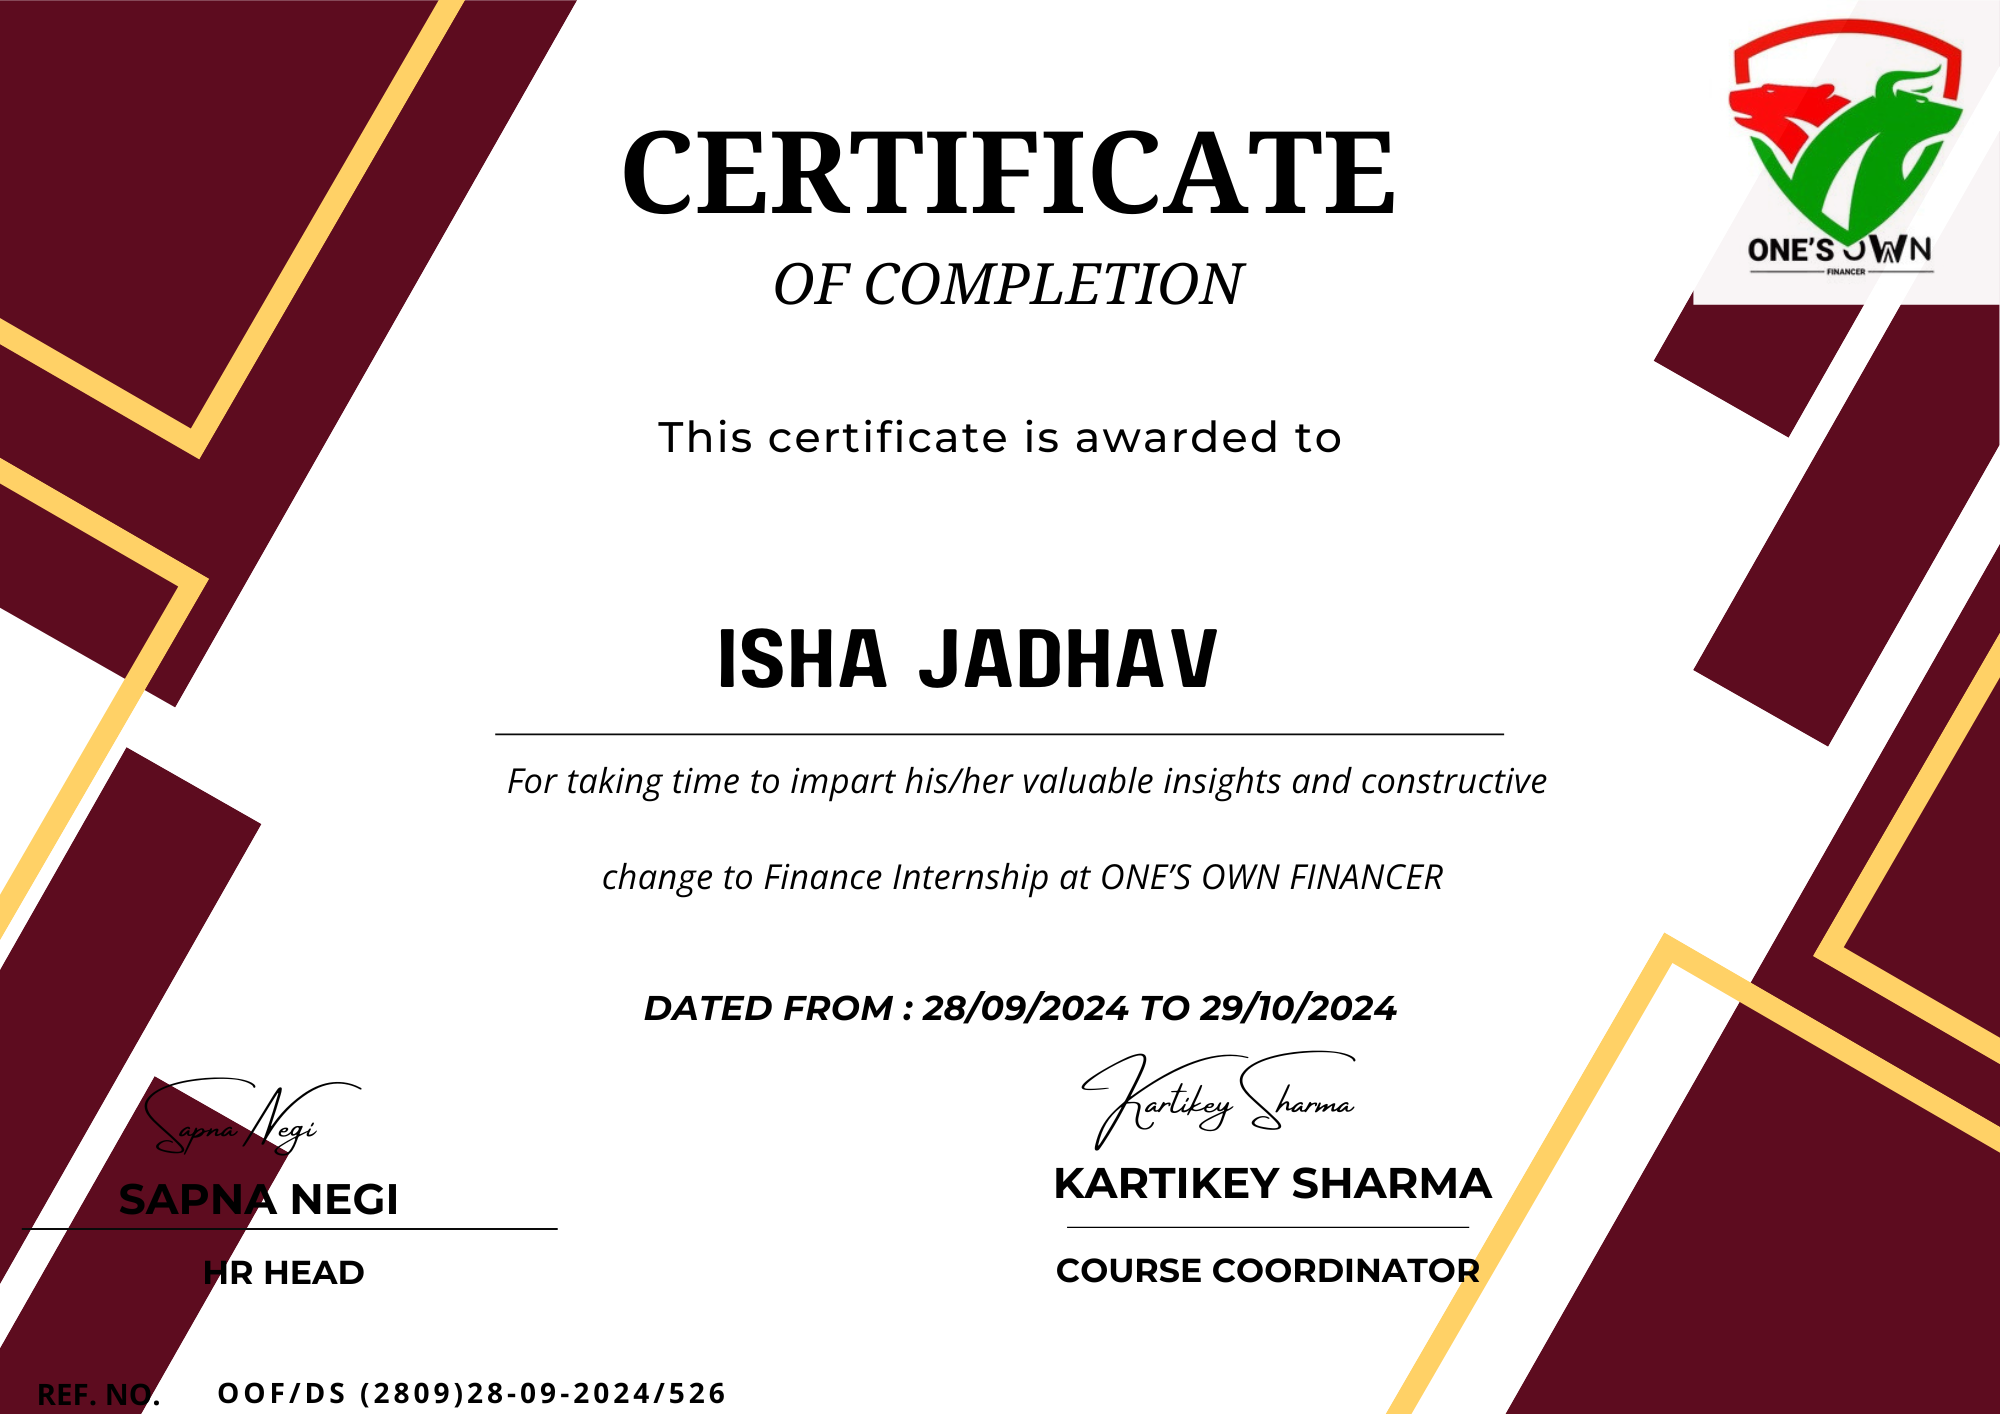 ONE'S OWN
FINANCER
CERTIFICATE
OF COMPLETION
This certificate is awarded to
ISHA JADHAV
For taking time to impart his/her valuable insights and constructive
change to Finance Internship at ONE’S OWN FINANCER
DATED FROM : 28/09/2024 TO 29/10/2024
Sapna Negi
SAPNA NEGI
HR HEAD
Kartikey Sharma
KARTIKEY SHARMA
COURSE COORDINATOR
REF. NO. OOF/DS (2809)28-09-2024/526